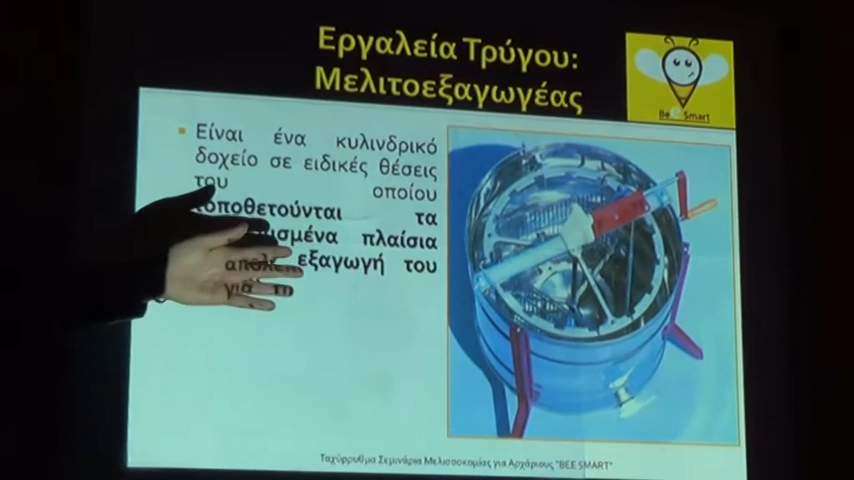 Εργαλεία Τρύγου:
Μελιτοεξαγωγέας
Bee Smart
Είναι ένα κυλινδρικό
δοχείο σε ειδικές θέσεις
του οποίου
τοποθετούνται τα
πλαίσια
εξαγωγή του
για
Ταχύρρυθμα Σεμινάρια Μελισσοκομίας για Αρχάριους "BEE SMART"